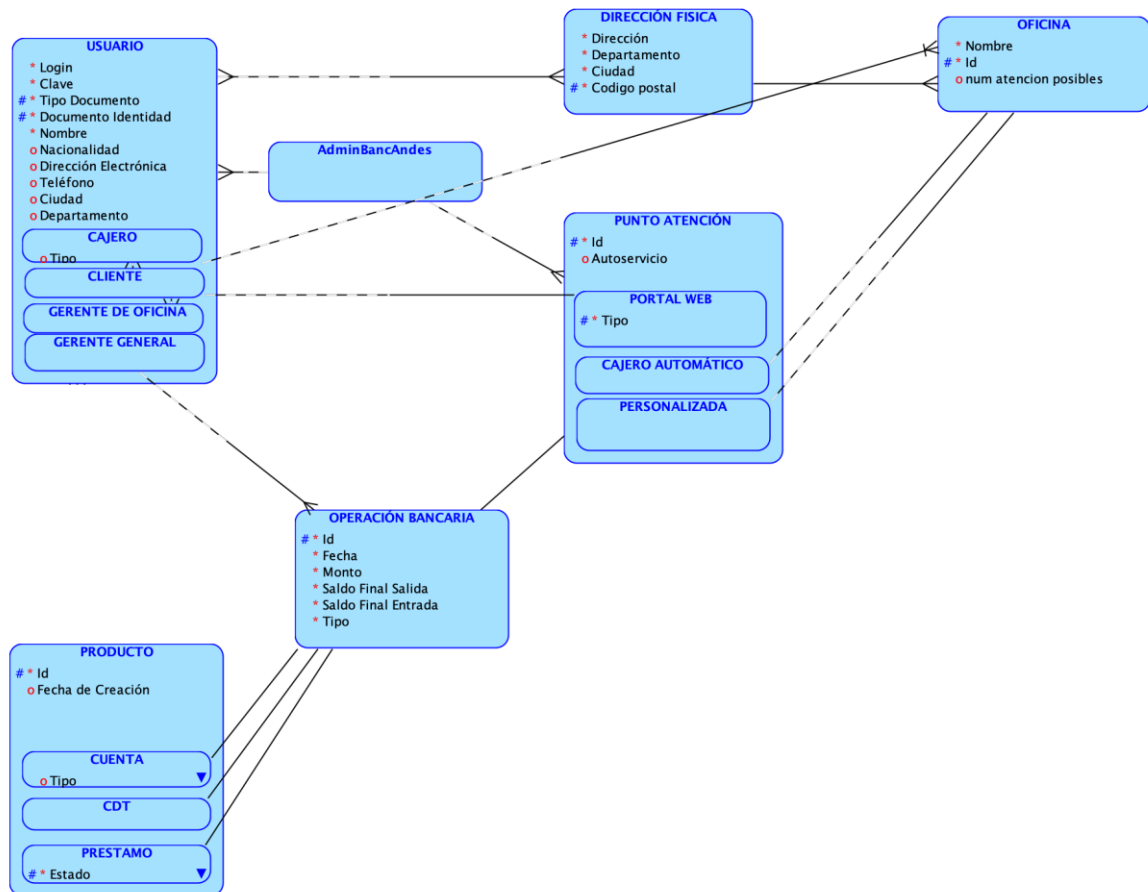 USUARIO
* Login
* Clave
# * Tipo Documento
# * Documento Identidad
* Nombre
o Nacionalidad
o Dirección Electrónica
o Teléfono
o Ciudad
o Departamento
CAJERO
o Tipo
CLIENTE
GERENTE DE OFICINA
GERENTE GENERAL
DIRECCIÓN FISICA
* Dirección
* Departamento
* Ciudad
# * Codigo postal
OFICINA
* Nombre
# * Id
o num atencion posibles
AdminBancAndes
PUNTO ATENCIÓN
# * Id
o Autoservicio
PORTAL WEB
# * Tipo
CAJERO AUTOMÁTICO
PERSONALIZADA
OPERACIÓN BANCARIA
# * Id
* Fecha
* Monto
* Saldo Final Salida
* Saldo Final Entrada
* Tipo
PRODUCTO
# * Id
o Fecha de Creación
CUENTA
o Tipo
CDT
PRESTAMO
# * Estado